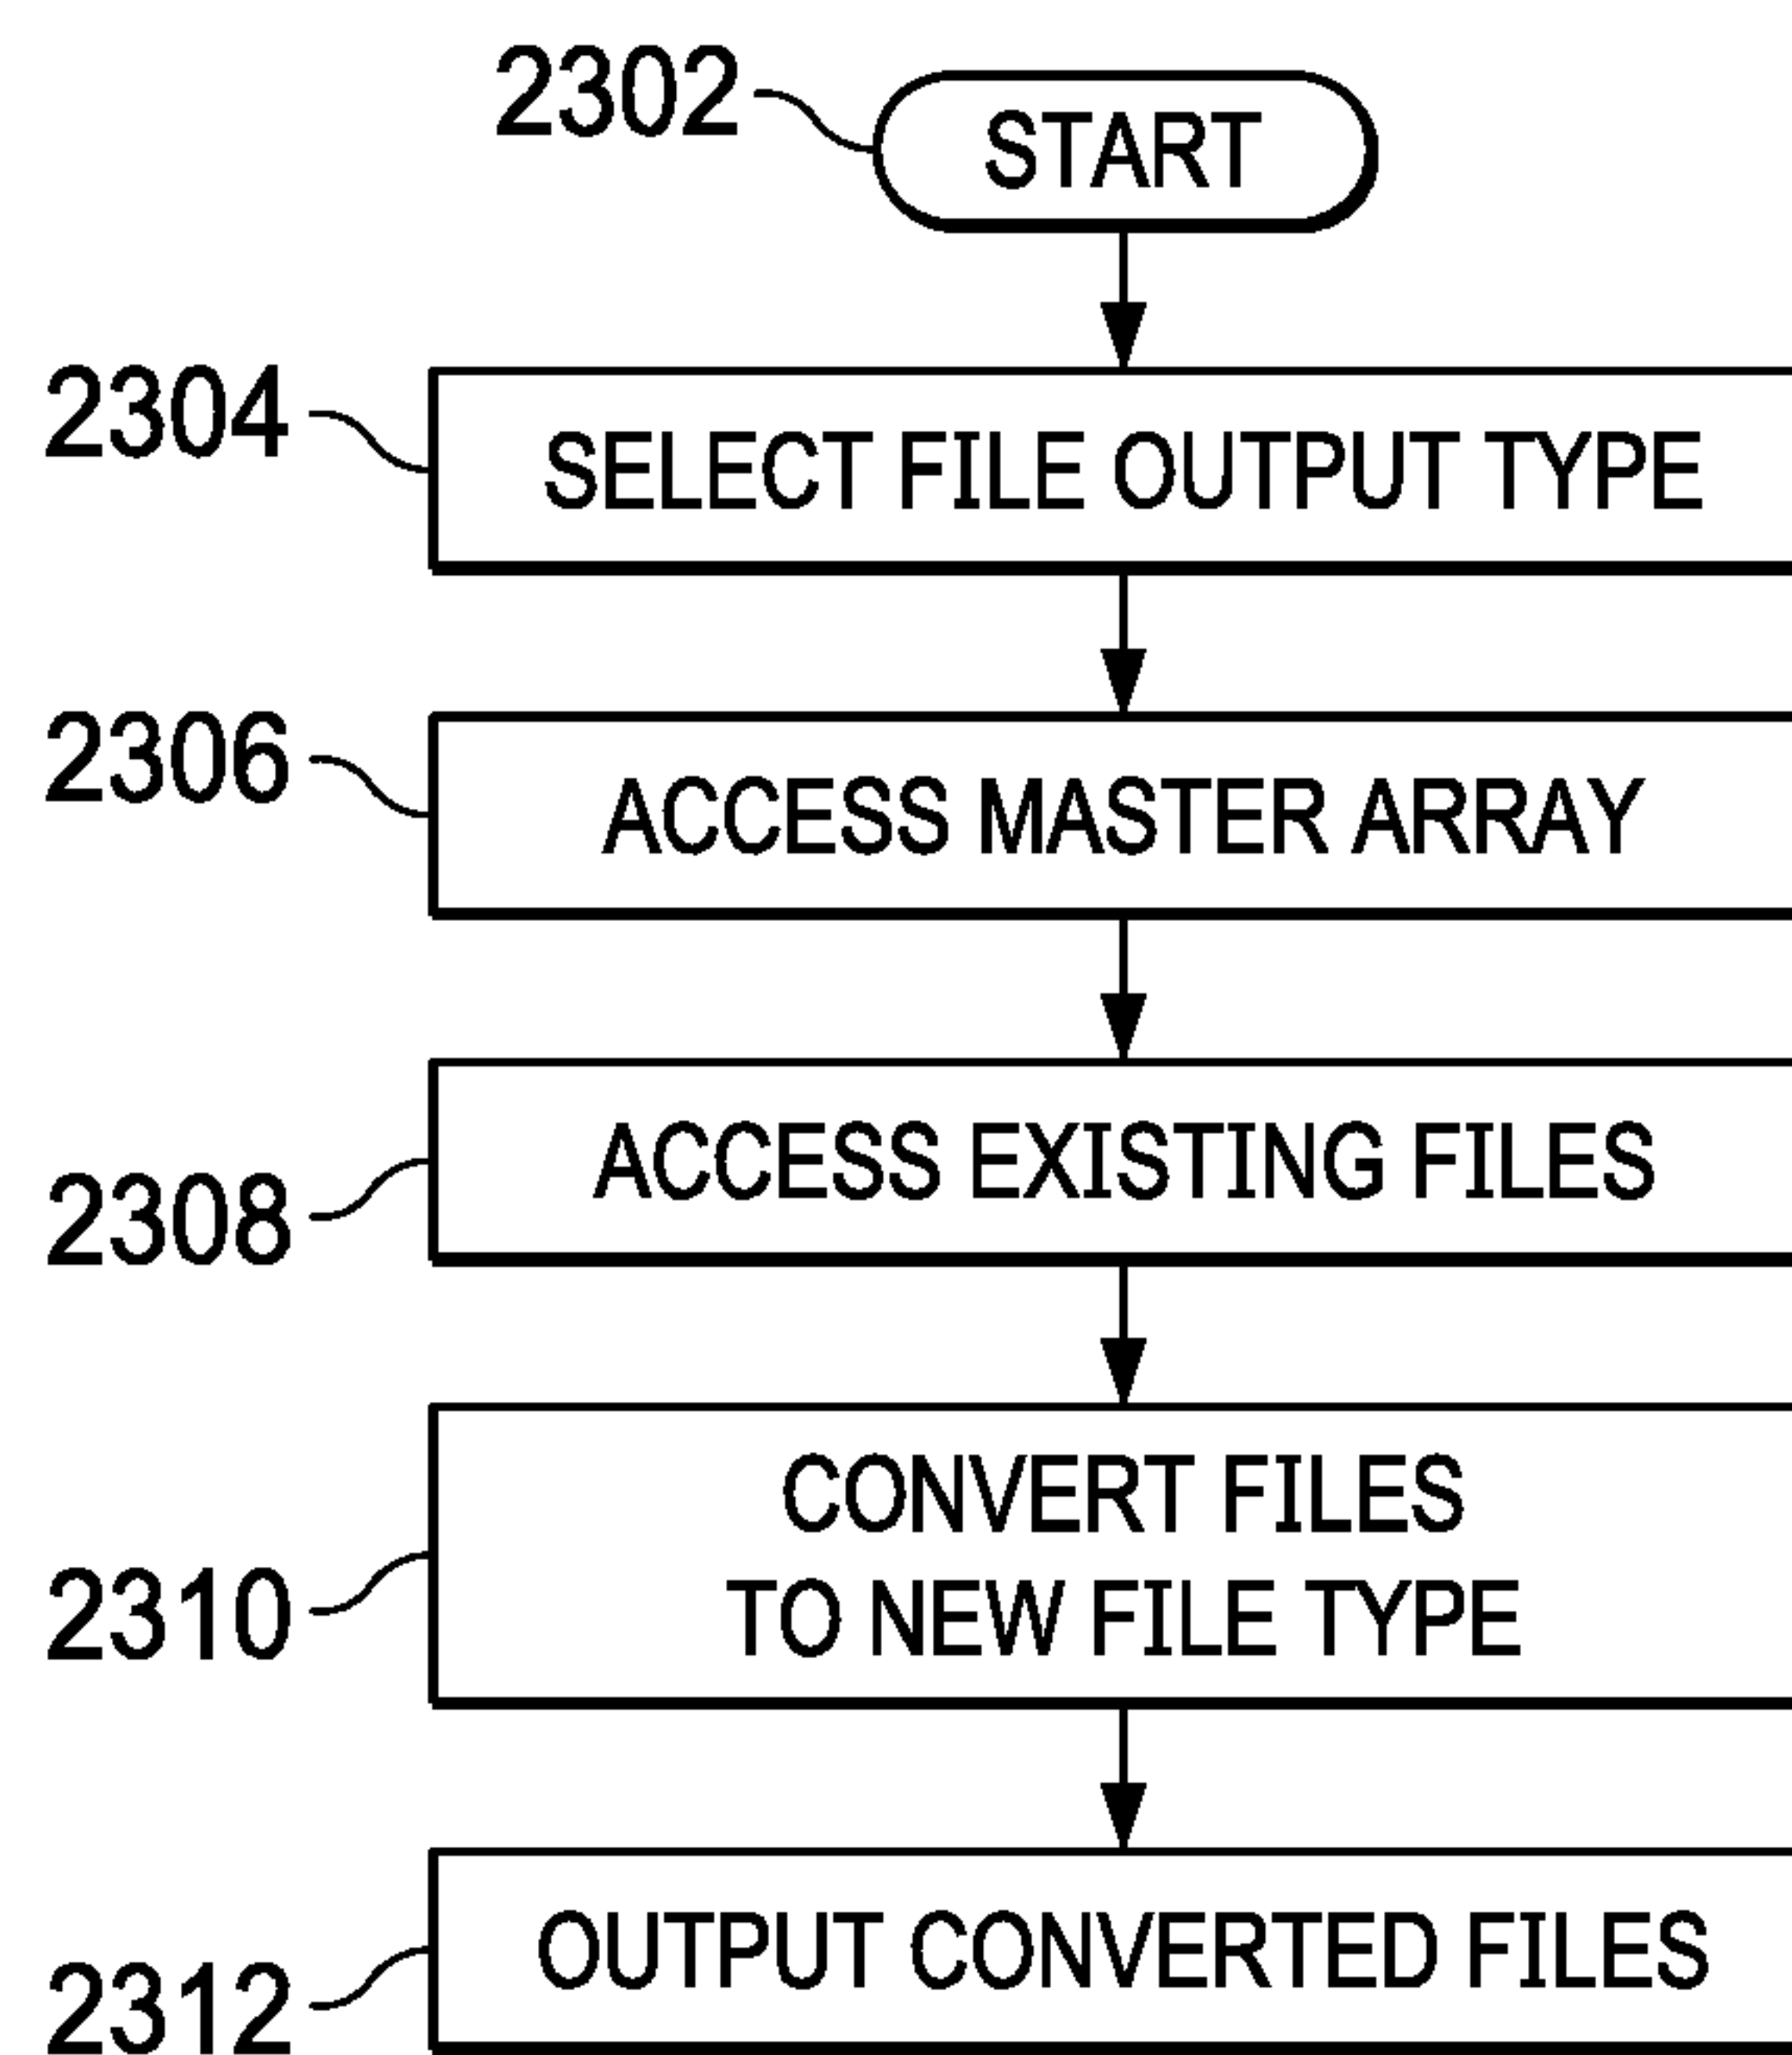 2302
START
2304
SELECT FILE OUTPUT TYPE
2306
ACCESS MASTER ARRAY
2308
ACCESS EXISTING FILES
2310
CONVERT FILES
TO NEW FILE TYPE
2312
OUTPUT CONVERTED FILES